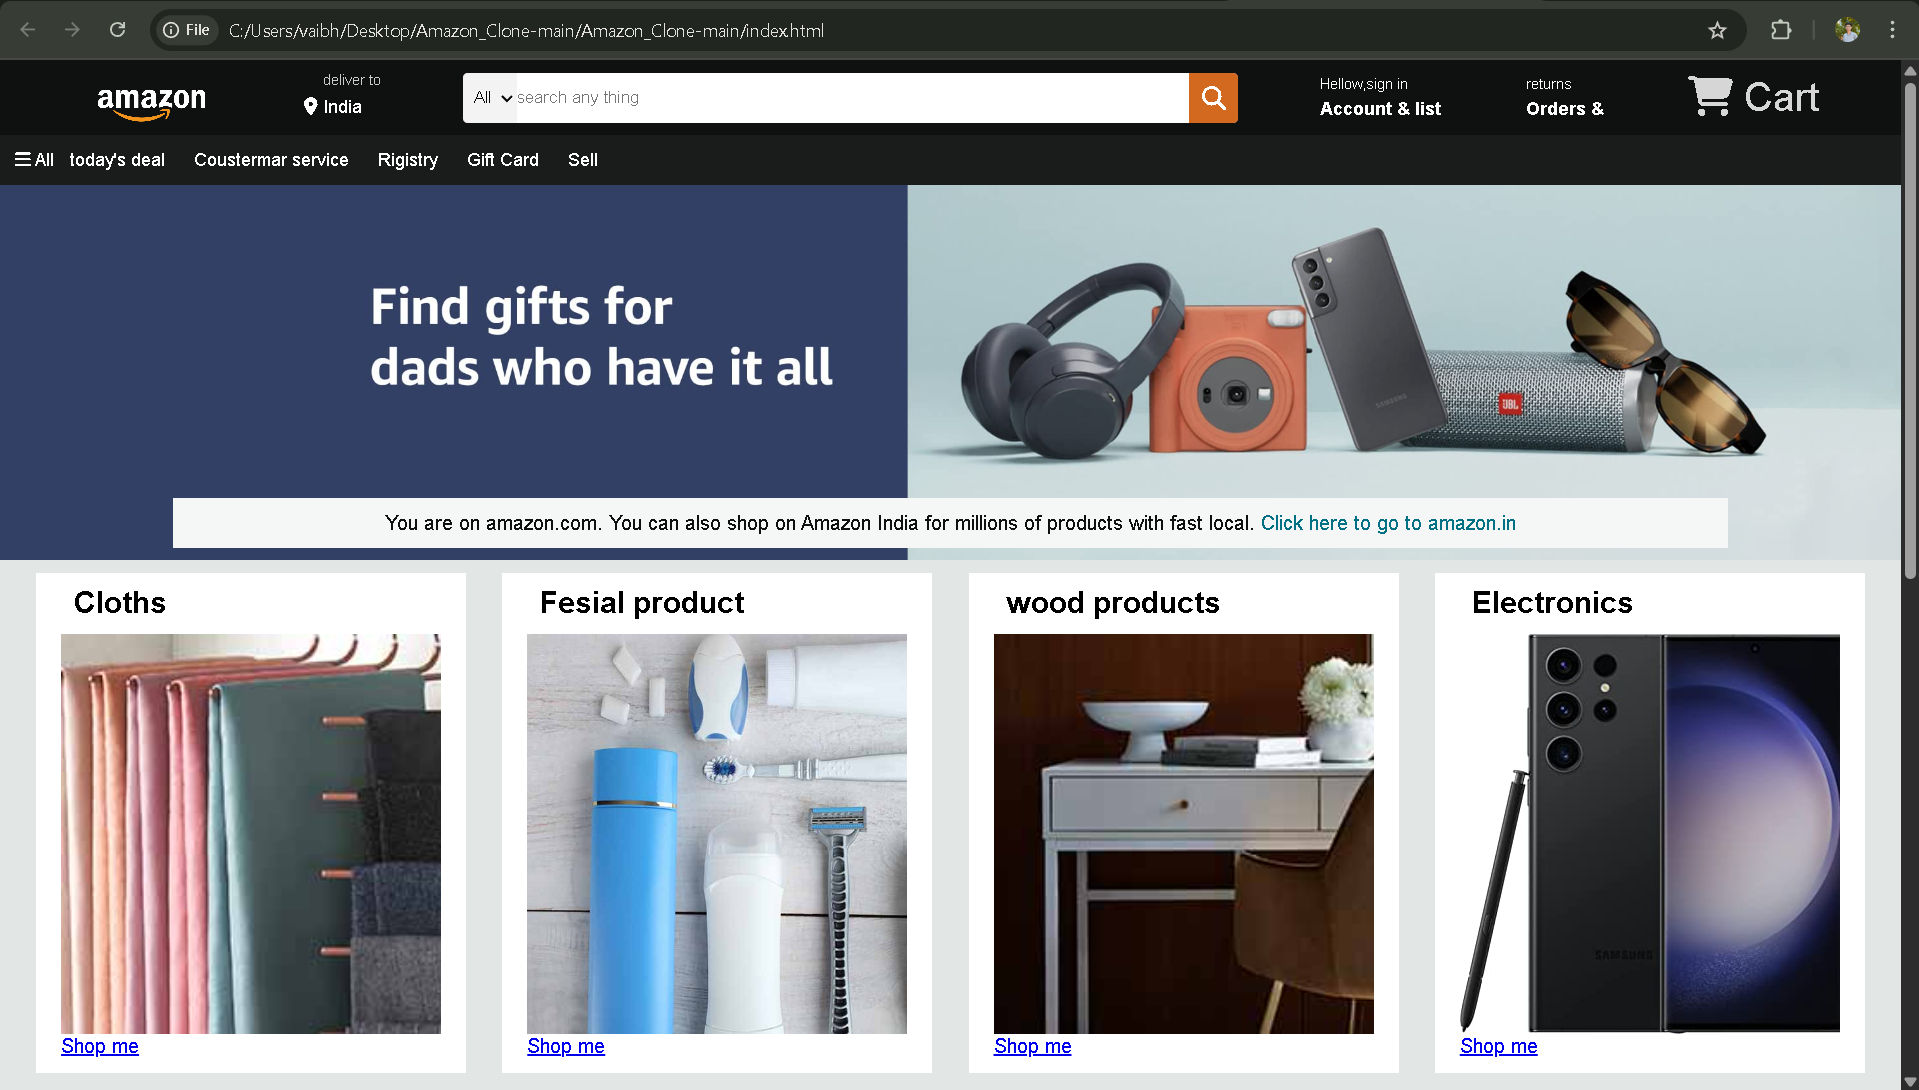 File C:/Users/vaibh/Desktop/Amazon_Clone-main/Amazon_Clone-main/index.html
amazon
deliver to
India
All
search any thing
Hellow,sign in
Account & list
returns
Orders &
Cart
All today's deal Coustermar service Rigistry Gift Card Sell
Find gifts for
dads who have it all
SAMSUNG
JBL
You are on amazon.com. You can also shop on Amazon India for millions of products with fast local. Click here to go to amazon.in
Cloths
Fesial product
wood products
Electronics
SAMSUNG
Shop me
Shop me
Shop me
Shop me